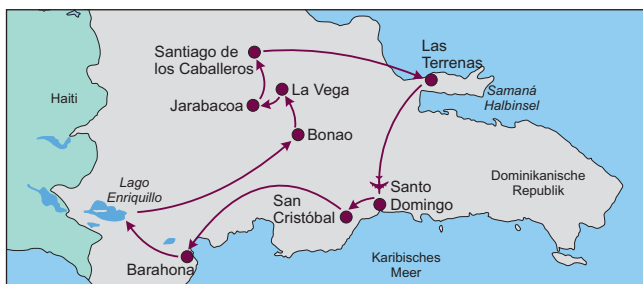 Santiago de
los Caballeros
Las
Terrenas
Haiti
La Vega
Samaná
Halbinsel
Jarabacoa
Bonao
Lago
Enriquillo
San
Cristóbal
Santo
Domingo
Dominikanische
Republik
Barahona
Karibisches
Meer